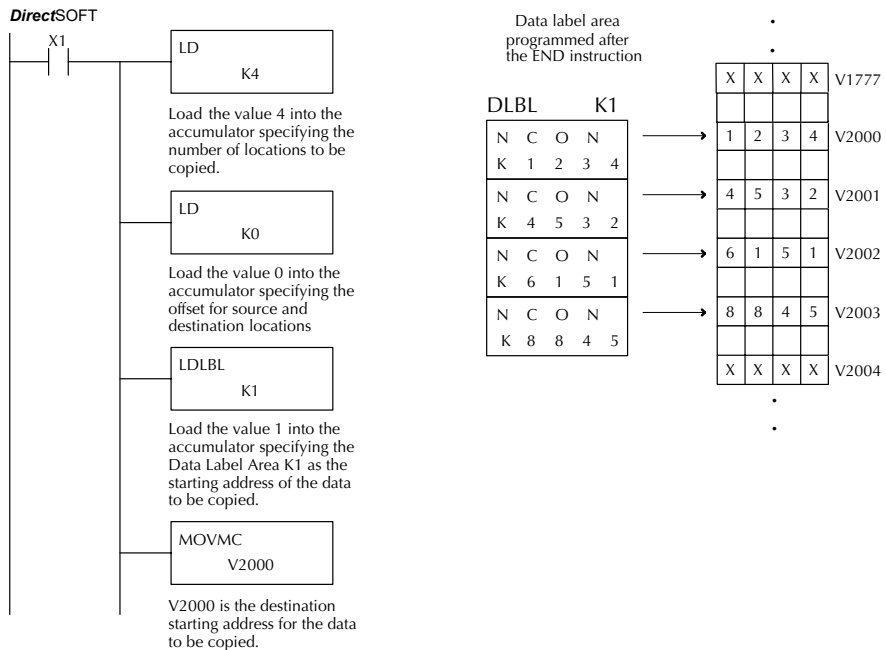 DirectSOFT
X1
LD
K4
Load the value 4 into the
accumulator specifying the
number of locations to be
copied.
LD
K0
Load the value 0 into the
accumulator specifying the
offset for source and
destination locations
LDLBL
K1
Load the value 1 into the
accumulator specifying the
Data Label Area K1 as the
starting address of the data
to be copied.
MOVMC
V2000
V2000 is the destination
starting address for the data
to be copied.
Data label area
programmed after
the END instruction
DLBL K1
N C O N
K 1 2 3 4
N C O N
K 4 5 3 2
N C O N
K 6 1 5 1
N C O N
K 8 8 4 5
X X X X V1777
1 2 3 4 V2000
4 5 3 2 V2001
6 1 5 1 V2002
8 8 4 5 V2003
X X X X V2004